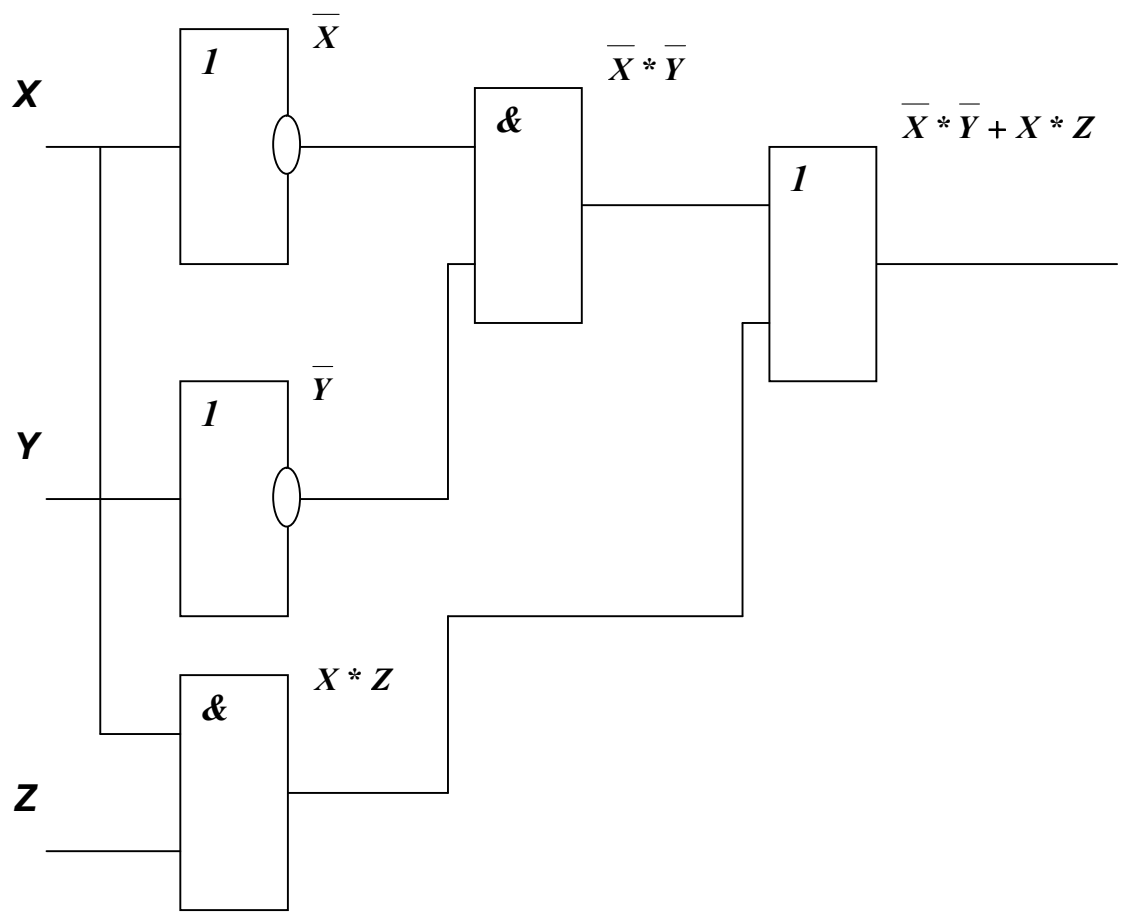 X
1
X̅
&
X̅ * Y̅
1
X̅ * Y̅ + X * Z
Y
1
Y̅
Z
&
X * Z